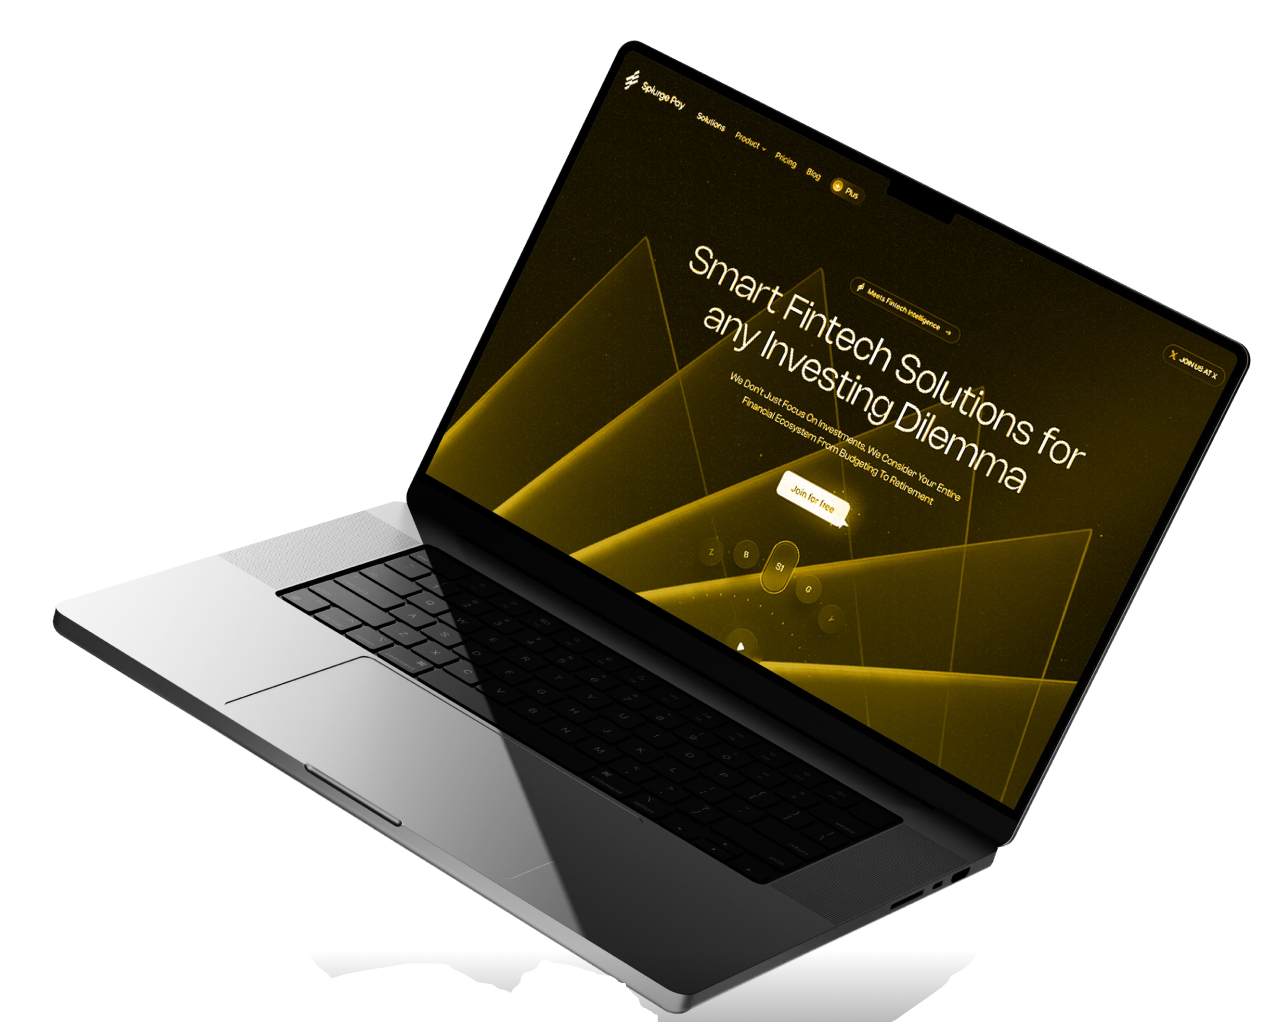 Splurge Pay
Solutions
Product
Pricing
Blog
Plus
Meets Fintech Intelligence
JOIN US AT X
Smart Fintech Solutions for
any Investing Dilemma
We Don't Just Focus On Investments, We Consider Your Entire
Financial Ecosystem From Budgeting To Retirement
Join for free
Z
B
S1
G
Y